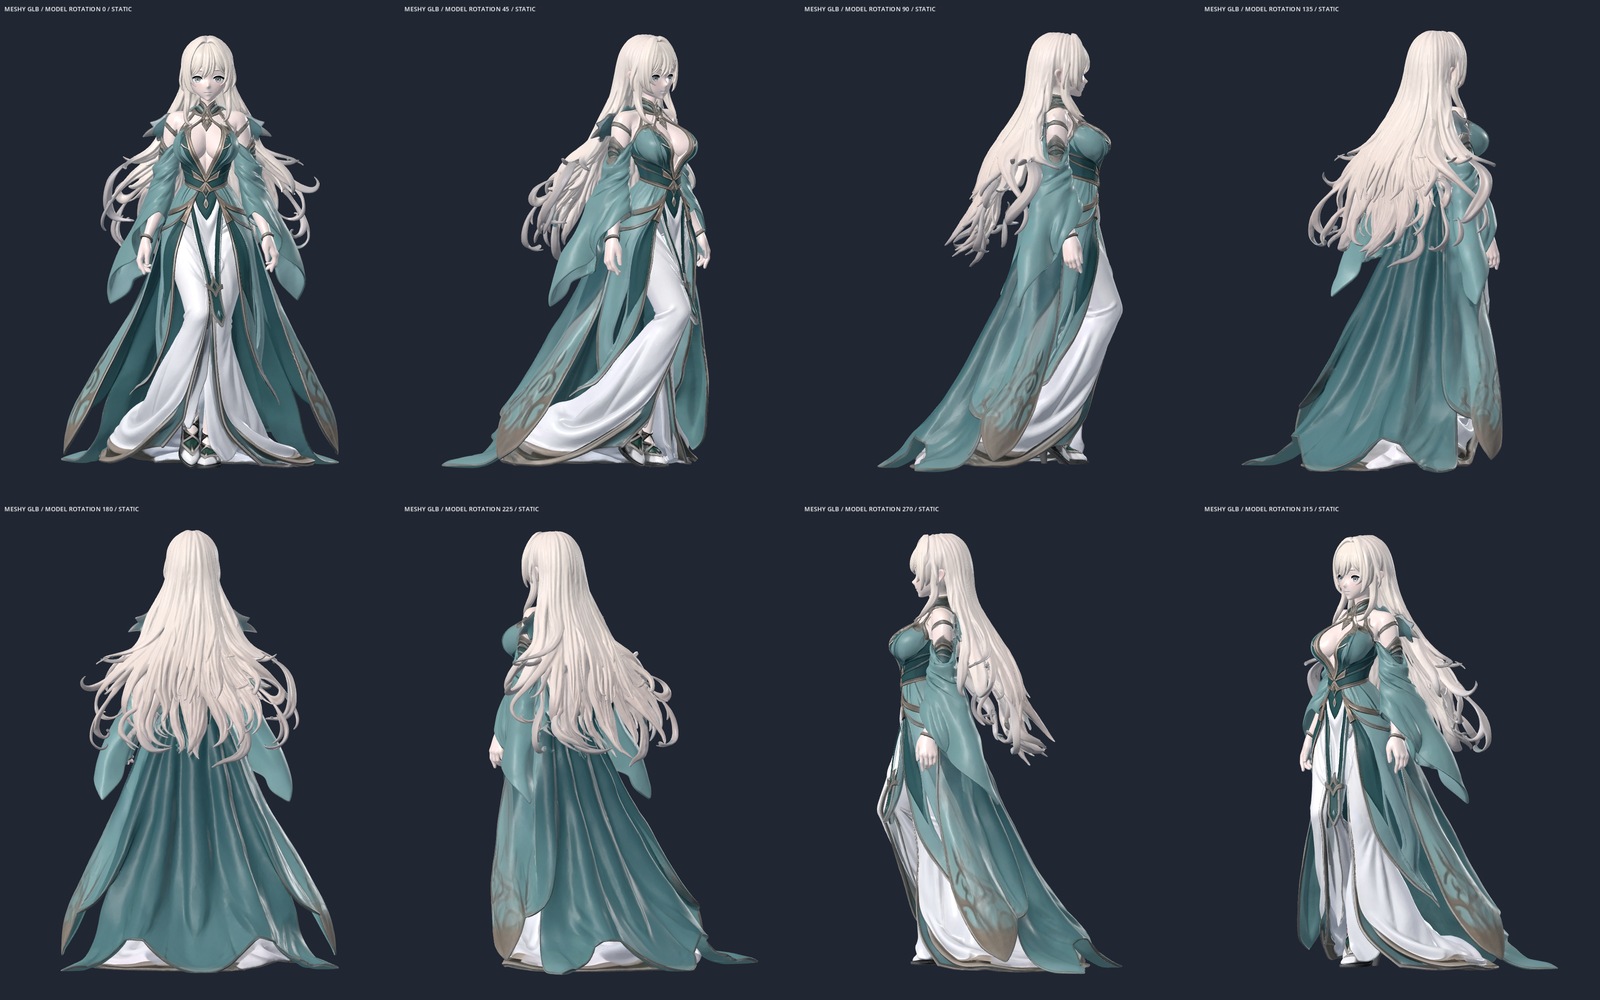 MESHY GLB / MODEL ROTATION 0 / STATIC
MESHY GLB / MODEL ROTATION 45 / STATIC
MESHY GLB / MODEL ROTATION 90 / STATIC
MESHY GLB / MODEL ROTATION 135 / STATIC
MESHY GLB / MODEL ROTATION 180 / STATIC
MESHY GLB / MODEL ROTATION 225 / STATIC
MESHY GLB / MODEL ROTATION 270 / STATIC
MESHY GLB / MODEL ROTATION 315 / STATIC